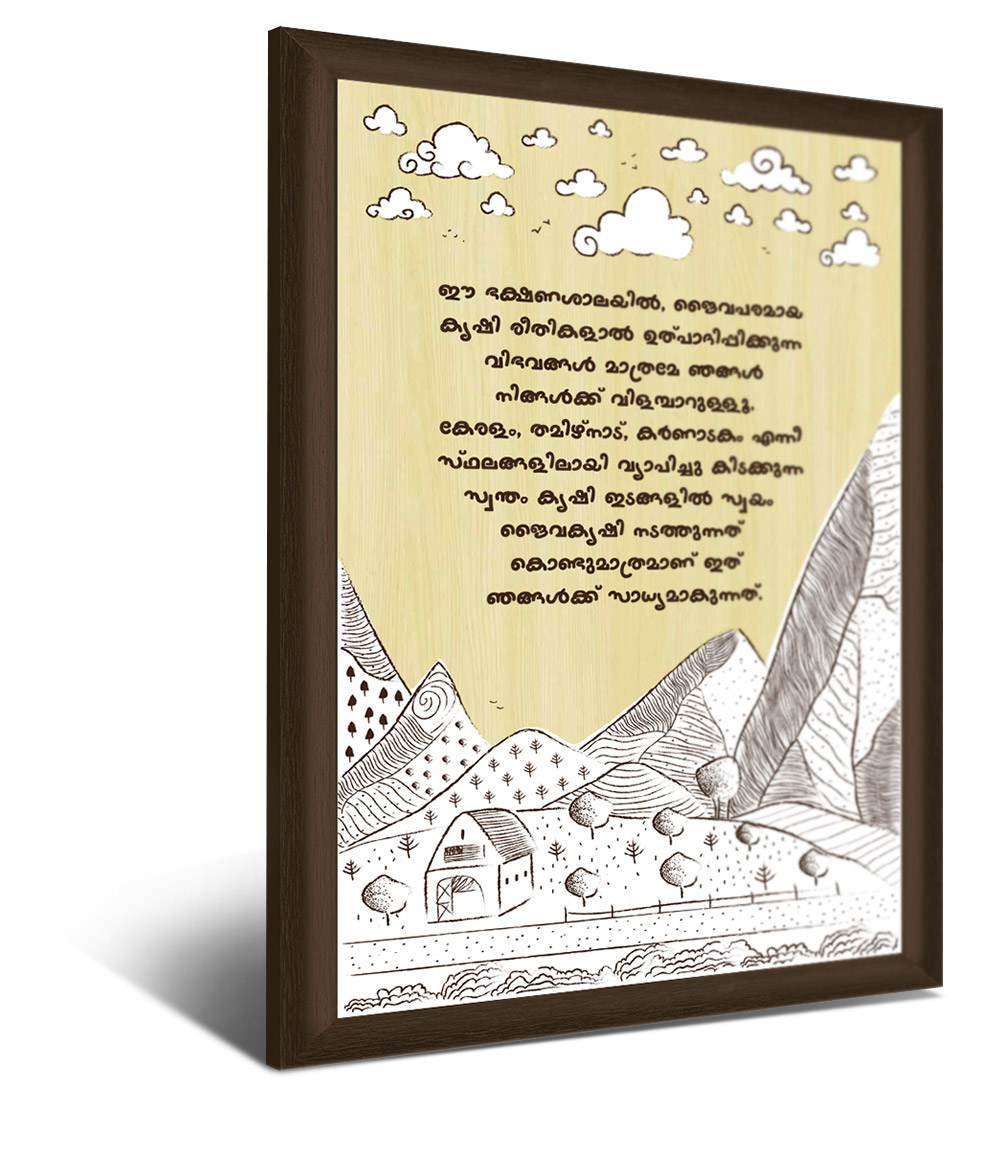 ഈ ഭക്ഷണശാലയിൽ, ജൈവപരമായ
കൃഷി രീതികളാൽ ഉത്പാദിപ്പിക്കുന്ന
വിഭവങ്ങൾ മാത്രമേ ഞങ്ങൾ
നിങ്ങൾക്ക് വിളമ്പാറുള്ളൂ.
കേരളം, തമിഴ്നാട്, കർണാടകം എന്നീ
സ്ഥലങ്ങളിലായി വ്യാപിച്ചു കിടക്കുന്ന
സ്വന്തം കൃഷി ഇടങ്ങളിൽ സ്വയം
ജൈവകൃഷി നടത്തുന്നത്
കൊണ്ടുമാത്രമാണ് ഇത്
ഞങ്ങൾക്ക് സാധ്യമാകുന്നത്.